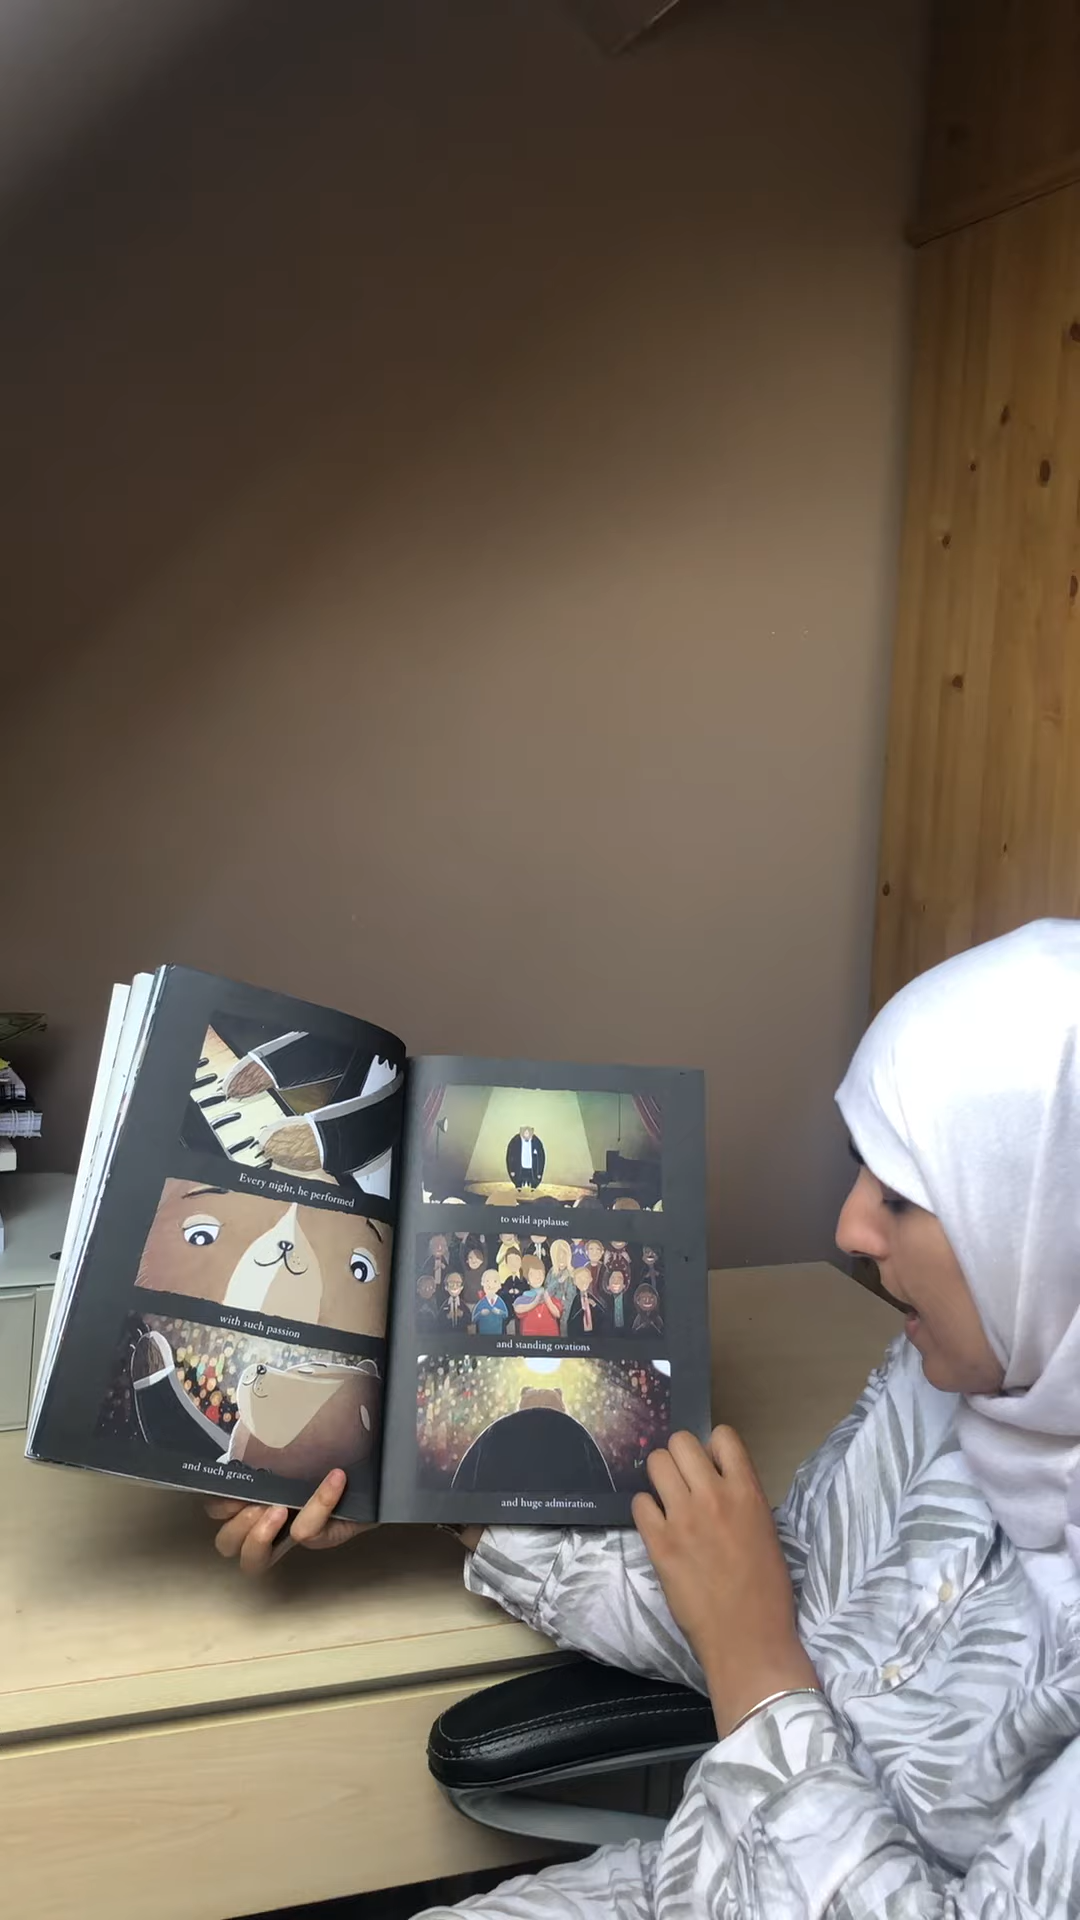 Every night, he performed
with such passion
and such grace,
to wild applause
and standing ovations
and huge admiration.